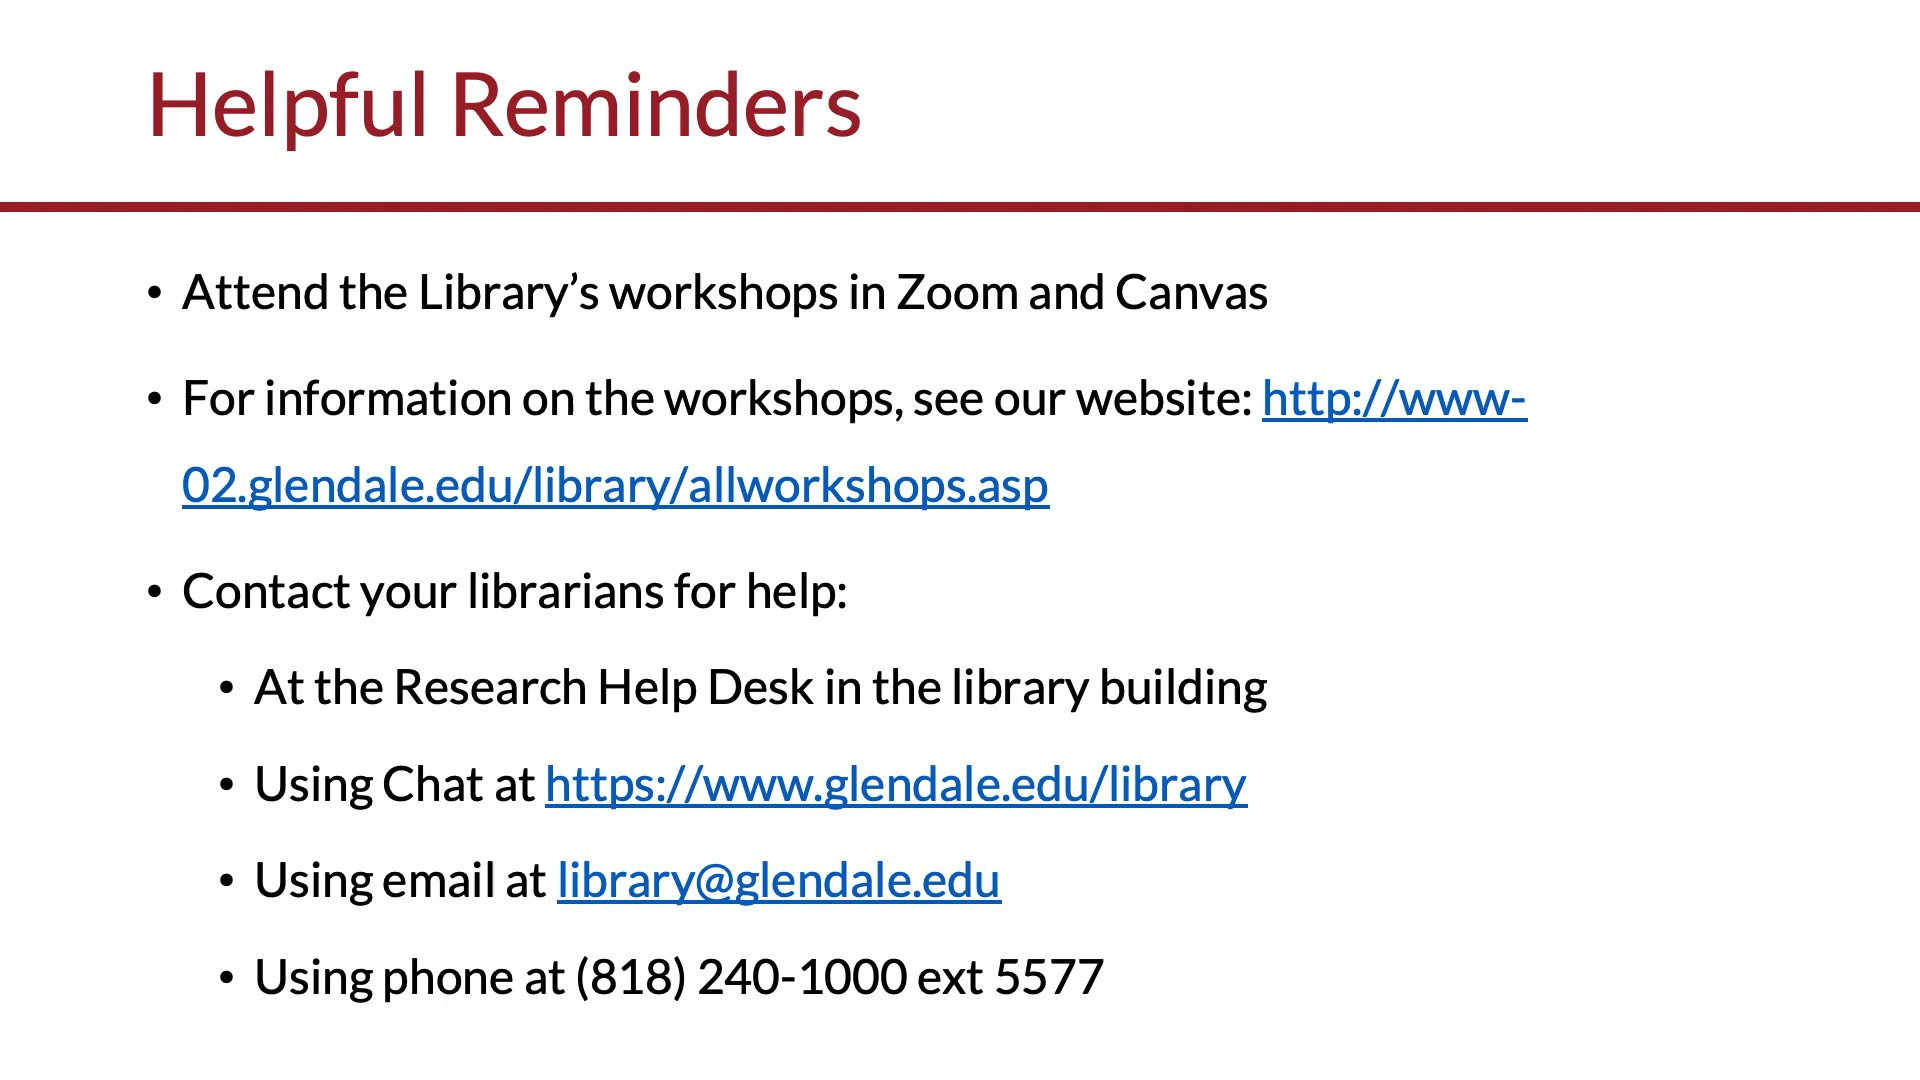 Helpful Reminders
• Attend the Library’s workshops in Zoom and Canvas
• For information on the workshops, see our website: http://www-
02.glendale.edu/library/allworkshops.asp
• Contact your librarians for help:
• At the Research Help Desk in the library building
• Using Chat at https://www.glendale.edu/library
• Using email at library@glendale.edu
• Using phone at (818) 240-1000 ext 5577